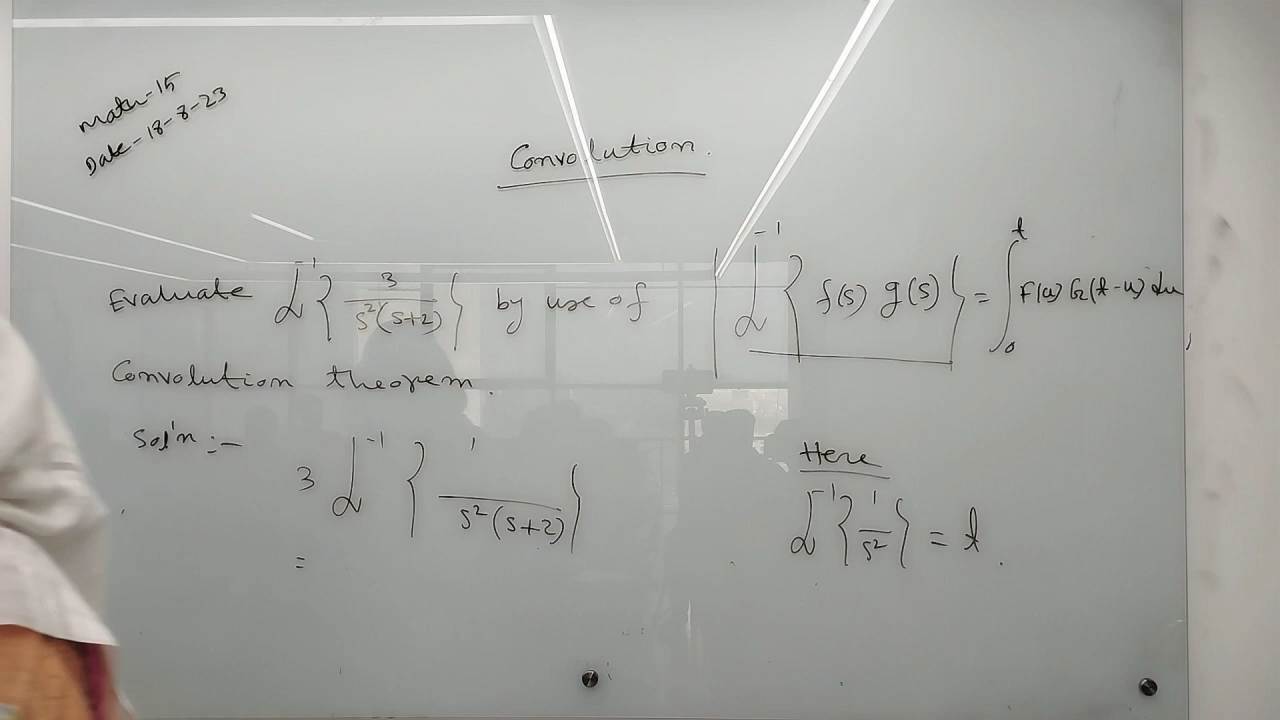 Math-15
Date-18-8-23
Convolution.
Evaluate ℒ⁻¹{3/s²(s+2)} by use of
ℒ⁻¹{f(s) g(s)} = ∫₀ᵗ F(u) G(t-u) du
Convolution theorem.
Sol'n :-
3 ℒ⁻¹{1/s²(s+2)}
=
Here
ℒ⁻¹{1/s²} = t.